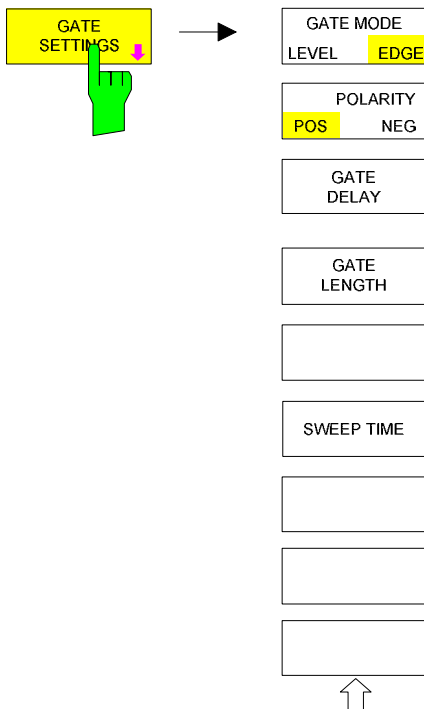 GATE
SETTINGS
GATE MODE
LEVEL EDGE
POLARITY
POS NEG
GATE
DELAY
GATE
LENGTH
SWEEP TIME